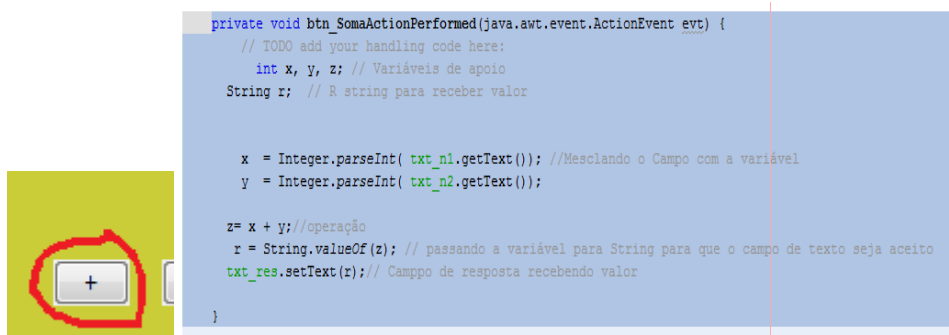 +
private void btn_SomaActionPerformed(java.awt.event.ActionEvent evt) {
// TODO add your handling code here:
int x, y, z; // Variáveis de apoio
String r; // R string para receber valor
x = Integer.parseInt( txt_n1.getText()); //Mesclando o Campo com a variável
y = Integer.parseInt( txt_n2.getText());
z= x + y;//operação
r = String.valueOf(z); // passando a variável para String para que o campo de texto seja aceito
txt_res.setText(r);// Camppo de resposta recebendo valor
}